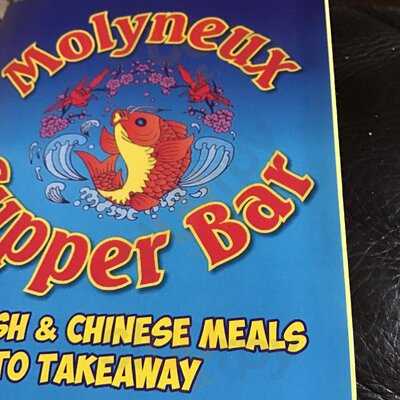 Molyneux
upper Bar
SH & CHINESE MEALS
TO TAKEAWAY